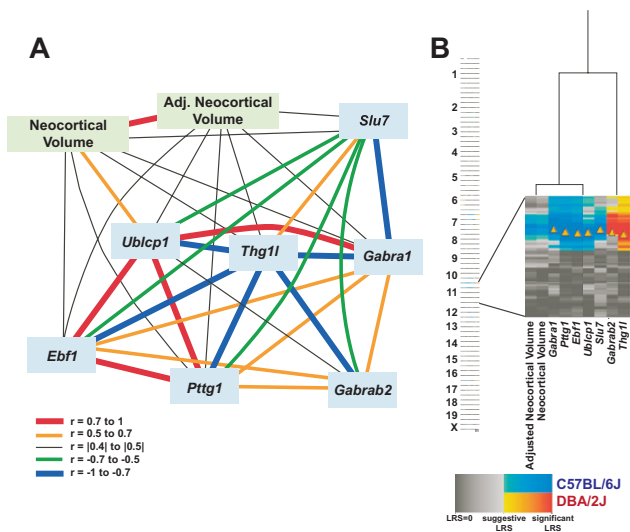 A
B
Adj. Neocortical
Volume
Neocortical
Volume
Slu7
Ublcp1
Thg1l
Gabra1
Ebf1
Pttg1
Gabrab2
r = 0.7 to 1
r = 0.5 to 0.7
r = |0.4| to |0.5|
r = -0.7 to -0.5
r = -1 to -0.7
1
2
3
4
5
6
7
8
9
10
11
12
13
14
15
16
17
18
19
X
Adjusted Neocortical Volume
Neocortical Volume
Gabra1
Pttg1
Ebf1
Ublcp1
Slu7
Gabrab2
Thg1l
C57BL/6J
DBA/2J
LRS=0 suggestive significant
LRS LRS